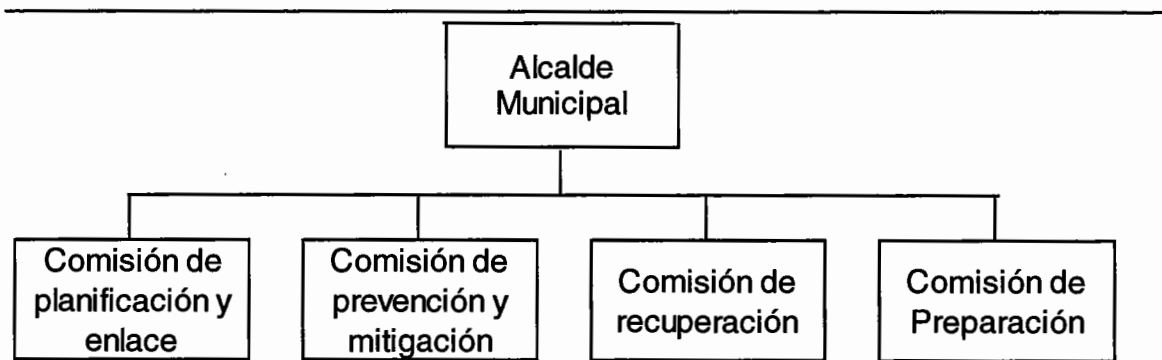 Alcalde
Municipal
Comisión de
planificación y
enlace
Comisión de
prevención y
mitigación
Comisión de
recuperación
Comisión de
Preparación